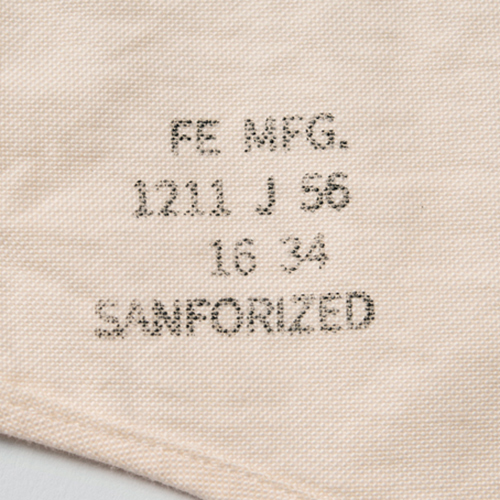 FE MFG.
1211 J 56
16 34
SANFORIZED